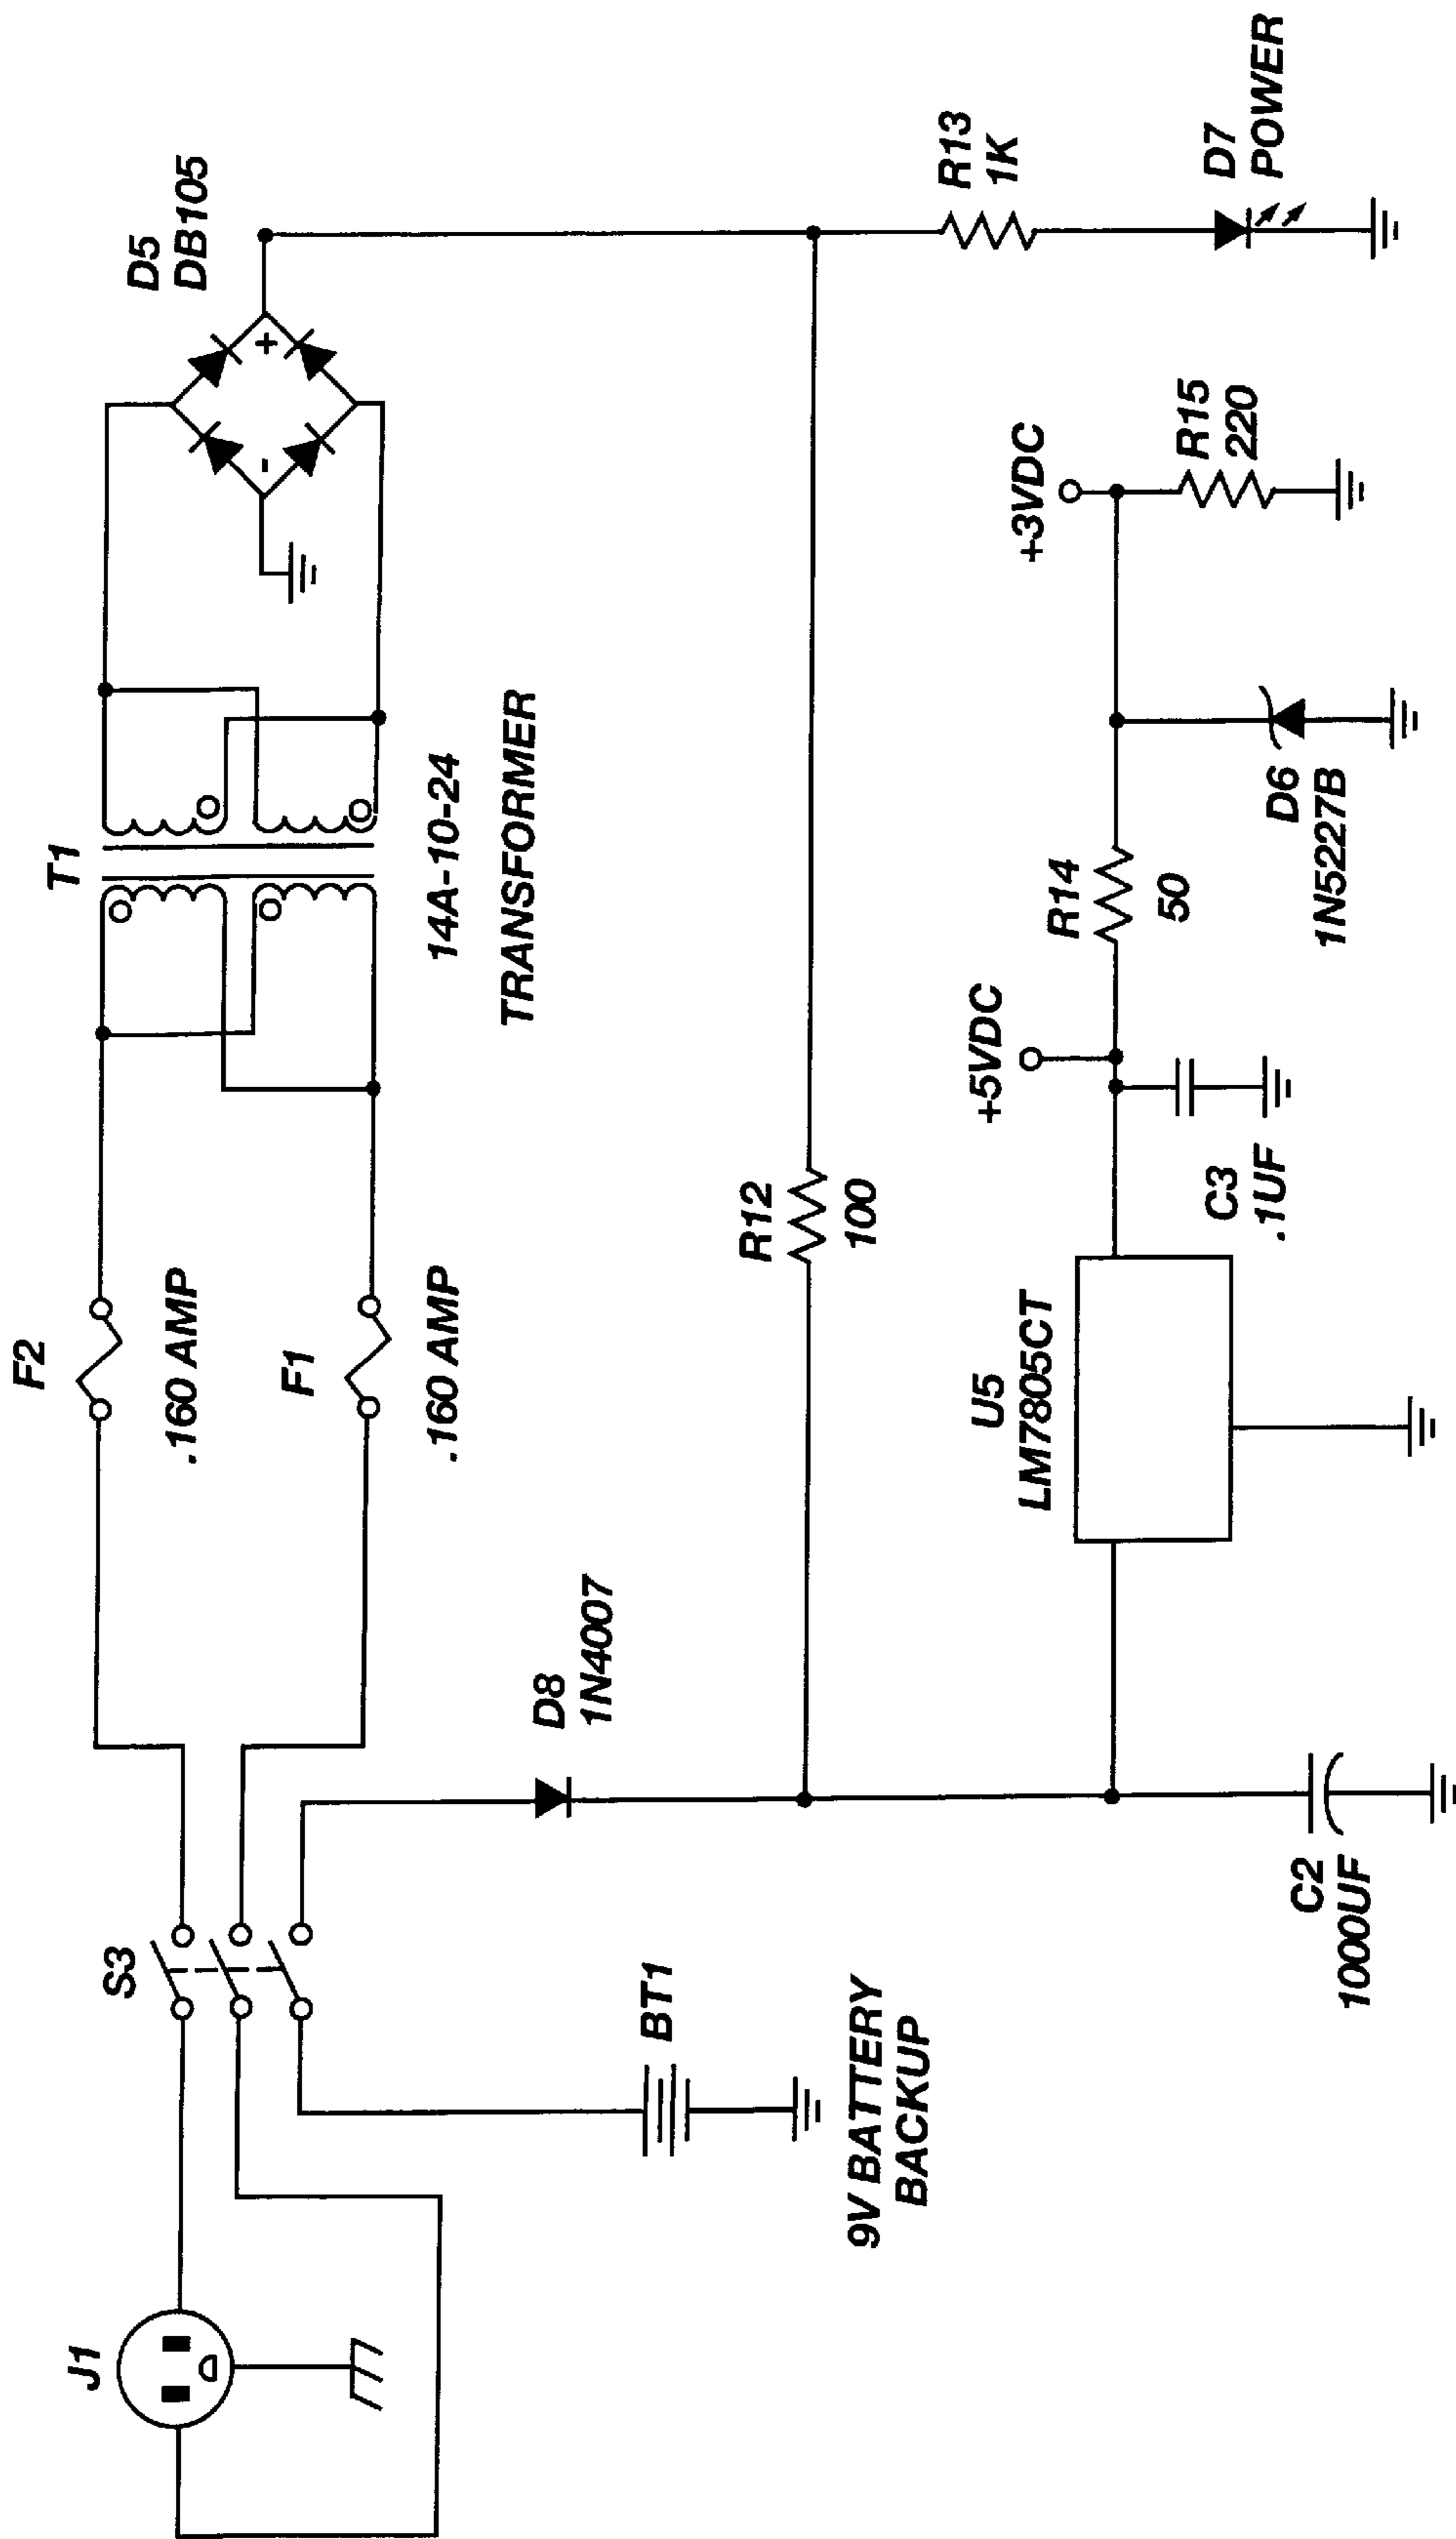 J1
S3
F2
.160 AMP
F1
.160 AMP
T1
14A-10-24
TRANSFORMER
D5
DB105
+
-
BT1
9V BATTERY
BACKUP
D8
1N4007
R12
100
R13
1K
D7
POWER
C2
1000UF
U5
LM7805CT
C3
.1UF
+5VDC
R14
50
D6
1N5227B
+3VDC
R15
220